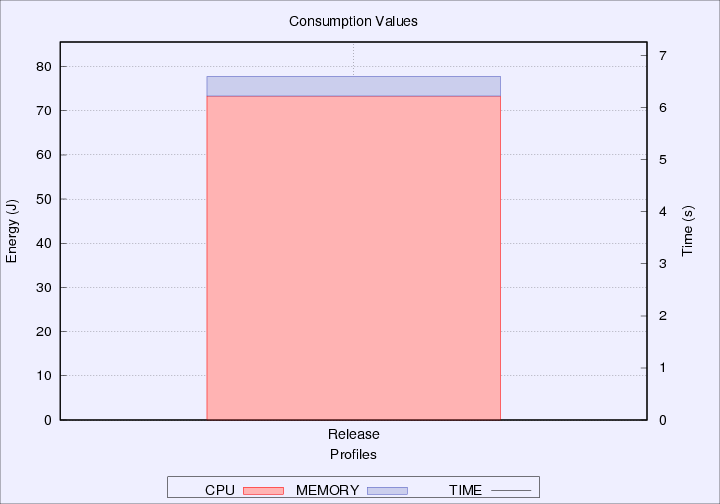 Consumption Values
Energy (J)
80
70
60
50
40
30
20
10
0
7
6
5
4
3
2
1
0
Time (s)
Release
Profiles
CPU MEMORY TIME